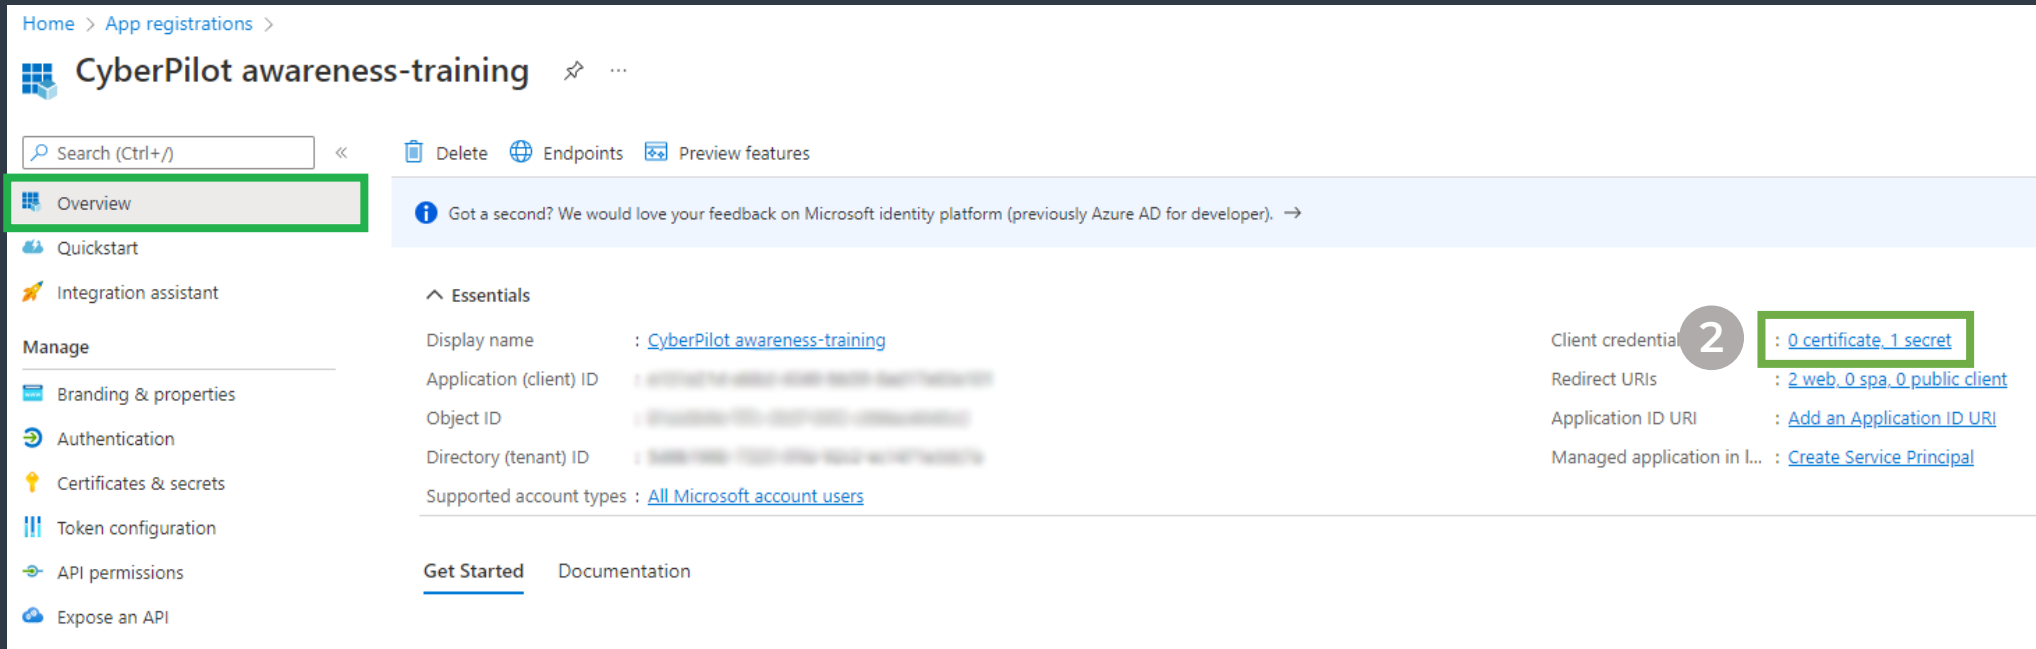 Home > App registrations >
CyberPilot awareness-training ...
Search (Ctrl+/) «
Overview
Quickstart
Integration assistant
Manage
Branding & properties
Authentication
Certificates & secrets
Token configuration
API permissions
Expose an API
Delete Endpoints Preview features
Got a second? We would love your feedback on Microsoft identity platform (previously Azure AD for developer). →
Essentials
Display name : CyberPilot awareness-training
Application (client) ID :
Object ID :
Directory (tenant) ID :
Supported account types : All Microsoft account users
Client credential 2 : 0 certificate, 1 secret
Redirect URIs : 2 web, 0 spa, 0 public client
Application ID URI : Add an Application ID URI
Managed application in l... : Create Service Principal
Get Started Documentation